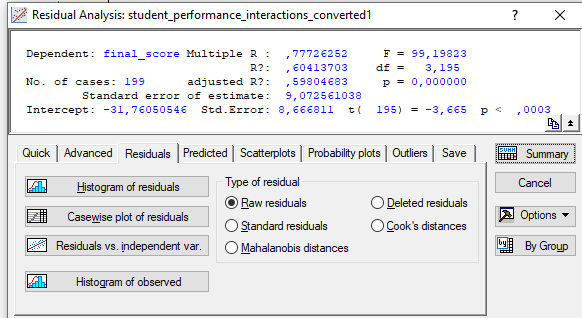 Residual Analysis: student_performance_interactions_converted1
? ×
Dependent: final_score Multiple R : ,77726252 F = 99,19823
R?: ,60413703 df = 3,195
No. of cases: 199 adjusted R?: ,59804683 p = 0,000000
Standard error of estimate: 9,072561038
Intercept: -31,76050546 Std.Error: 8,666811 t( 195) = -3,665 p < ,0003
Quick Advanced Residuals Predicted Scatterplots Probability plots Outliers Save
Histogram of residuals
Casewise plot of residuals
Residuals vs. independent var.
Histogram of observed
Type of residual
Raw residuals
Deleted residuals
Standard residuals
Cook's distances
Mahalanobis distances
Summary
Cancel
Options
By Group